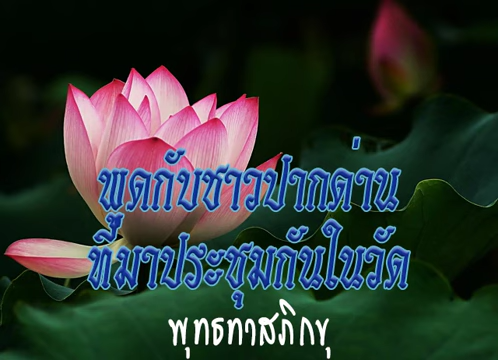 พูดกับชาวปากด่าน
ที่มาประชุมกันในวัด
พุทธทาสภิกขุ